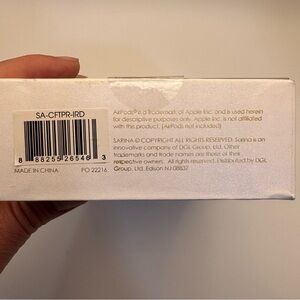 SA-CFTPR-IRD
8 88255 26546 3
MADE IN CHINA PO 22216
AirPods® is a Trademark of Apple Inc. and is used herein
for descriptive purposes only. Apple Inc. is not affiliated
with this product. (AirPods not included)
SARINA © COPYRIGHT ALL RIGHTS RESERVED. Sarina is an
innovative company of DGL Group, Ltd. Other
trademarks and trade names are those of their
respective owners. All rights reserved. Distributed by DGL
Group, Ltd. Edison NJ 08837